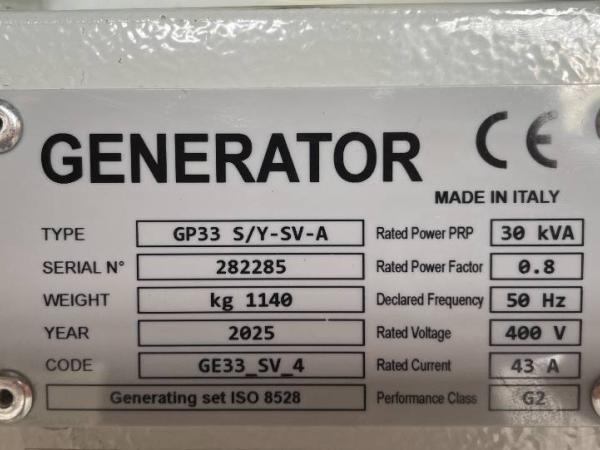 GENERATOR CE
MADE IN ITALY
TYPE GP33 S/Y-SV-A Rated Power PRP 30 kVA
SERIAL N° 282285 Rated Power Factor 0.8
WEIGHT kg 1140 Declared Frequency 50 Hz
YEAR 2025 Rated Voltage 400 V
CODE GE33_SV_4 Rated Current 43 A
Generating set ISO 8528 Performance Class G2